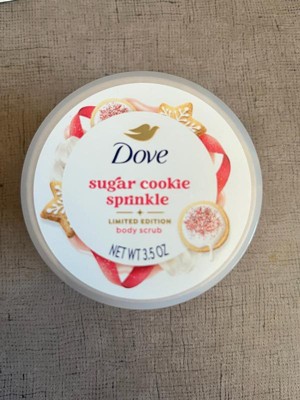 Dove
sugar cookie
sprinkle
LIMITED EDITION
body scrub
NET WT 3.5 OZ